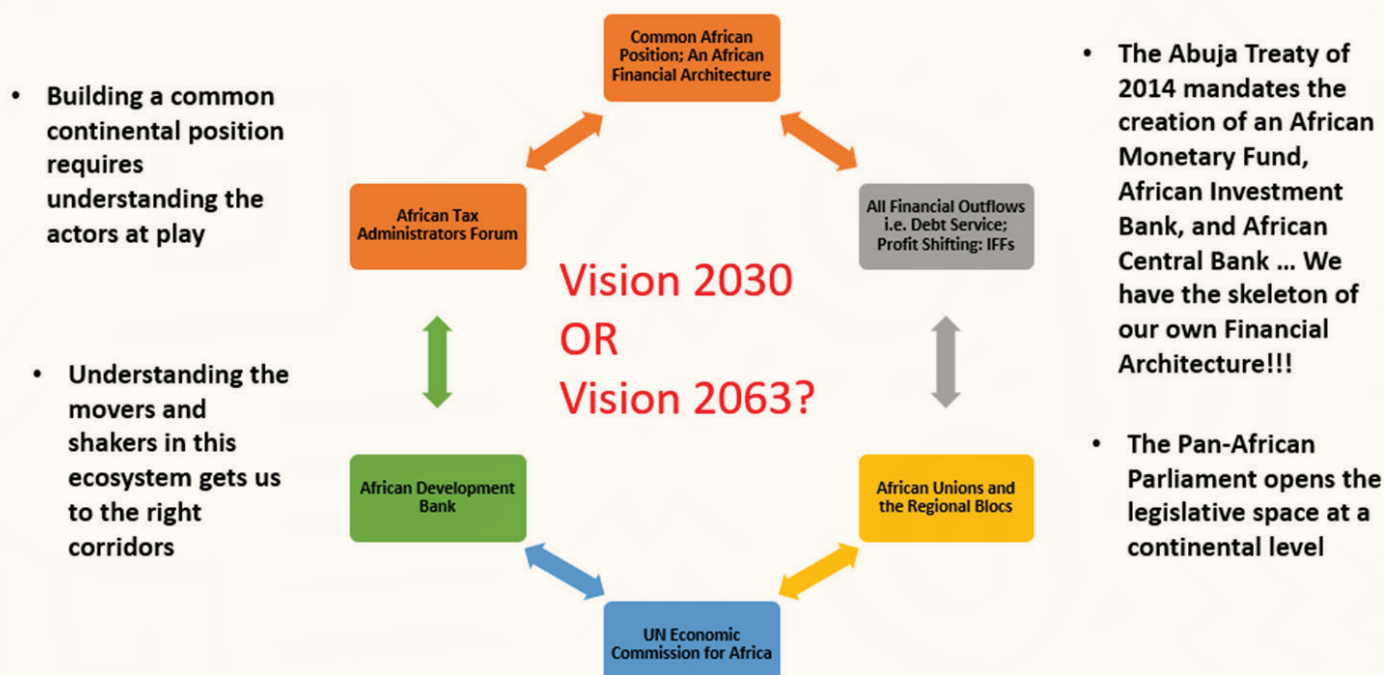 • Building a common
continental position
requires
understanding the
actors at play
• Understanding the
movers and
shakers in this
ecosystem gets us
to the right
corridors
Common African
Position; An African
Financial Architecture
African Tax
Administrators Forum
All Financial Outflows
i.e. Debt Service;
Profit Shifting: IFFs
Vision 2030
OR
Vision 2063?
African Development
Bank
African Unions and
the Regional Blocs
UN Economic
Commission for Africa
• The Abuja Treaty of
2014 mandates the
creation of an African
Monetary Fund,
African Investment
Bank, and African
Central Bank ... We
have the skeleton of
our own Financial
Architecture!!!
• The Pan-African
Parliament opens the
legislative space at a
continental level